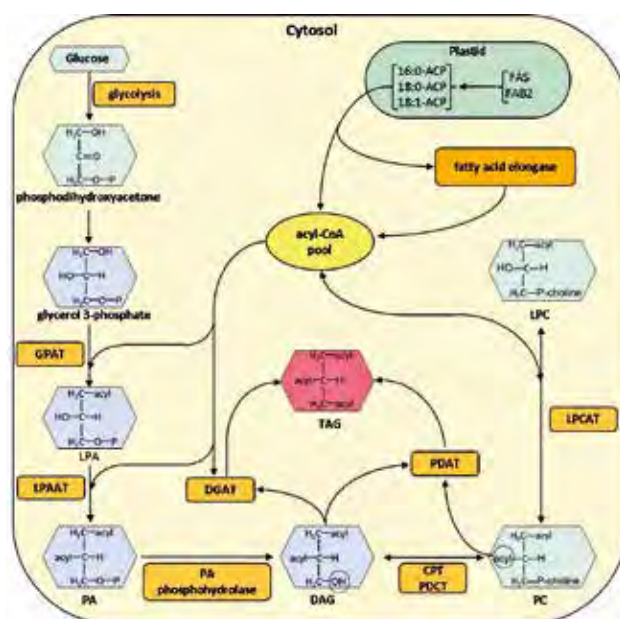 Cytosol
Glucose
glycolysis
H₂C—OH
C=O
H₂C—O—P
phosphodihydroxyacetone
H₂C—OH
HO—C—H
H₂C—O—P
glycerol 3-phosphate
GPAT
H₂C—acyl
HO—C—H
H₂C—O—P
LPA
LPAAT
H₂C—acyl
acyl—C—H
H₂C—O—P
PA
PA
phosphohydrolase
Plastid
16:0-ACP
18:0-ACP
18:1-ACP
FAS
FAB2
fatty acid elongase
acyl-CoA
pool
H₂C—acyl
HO—C—H
H₂C—P-choline
LPC
LPCAT
H₂C—acyl
acyl—C—H
H₂C—acyl
TAG
DGAT
PDAT
H₂C—acyl
acyl—C—H
H₂C—OH
DAG
CPT
PDCT
H₂C—acyl
acyl—C—H
H₂C—P-choline
PC